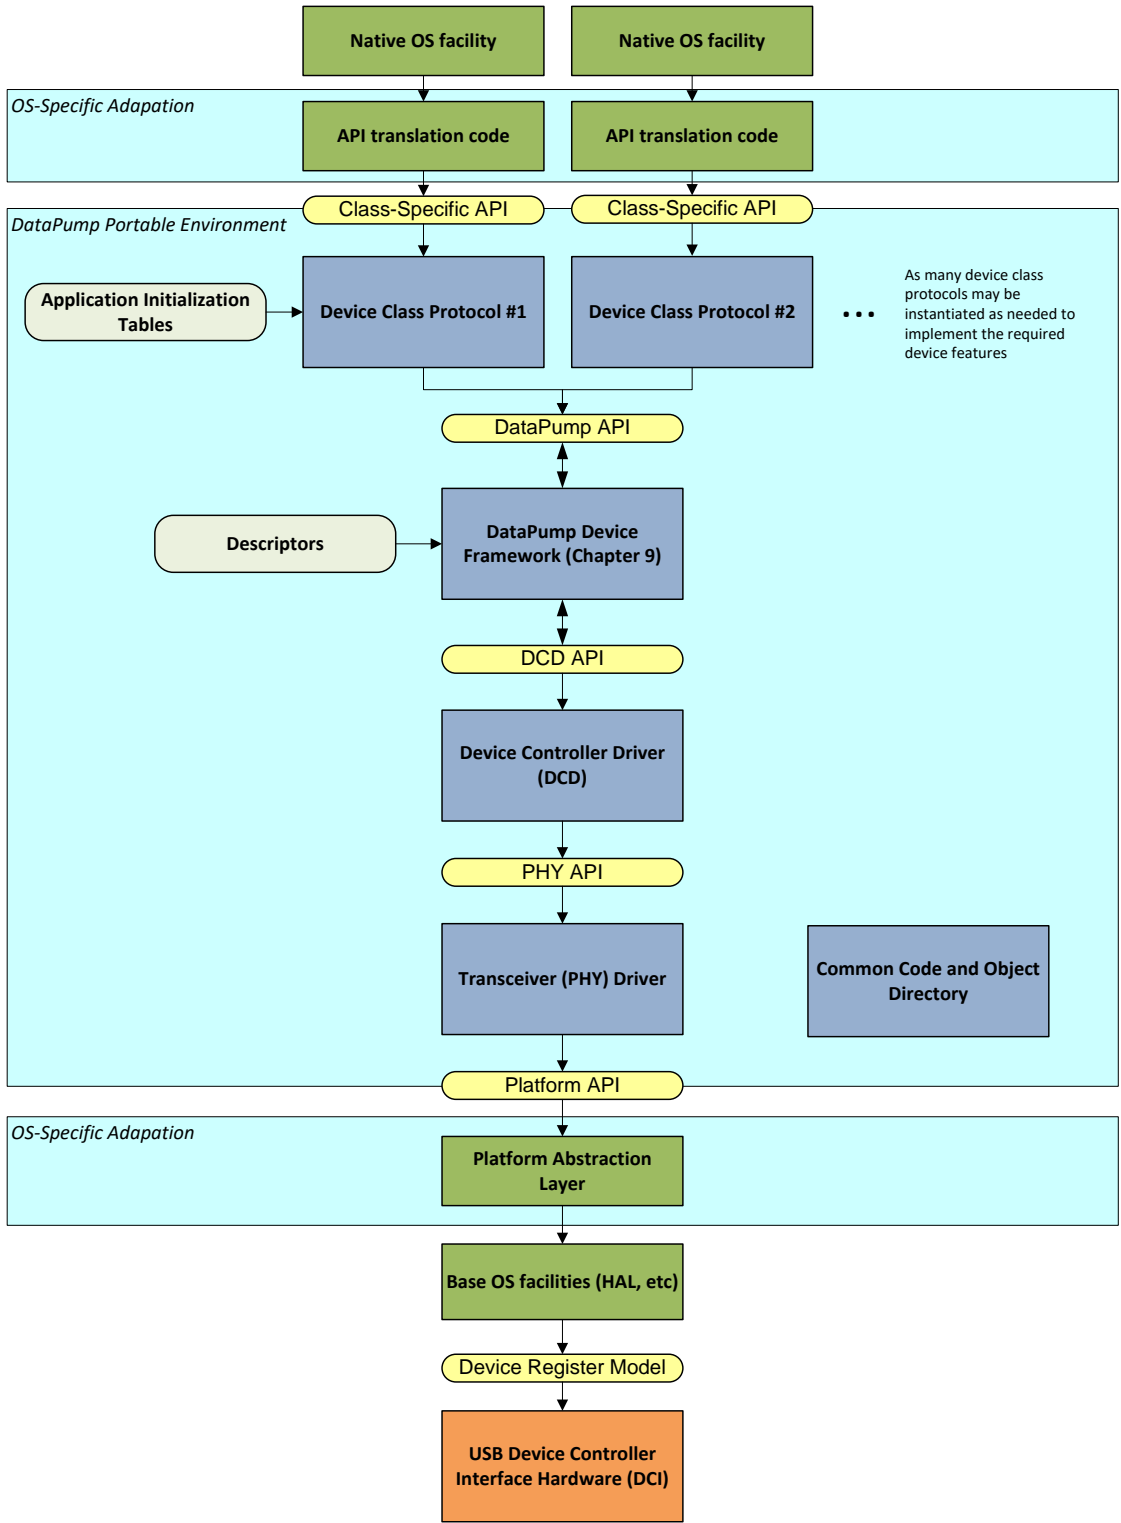 Native OS facility
Native OS facility
OS-Specific Adapation
API translation code
API translation code
Class-Specific API
Class-Specific API
DataPump Portable Environment
Application Initialization
Tables
Device Class Protocol #1
Device Class Protocol #2
...
As many device class
protocols may be
instantiated as needed to
implement the required
device features
DataPump API
DataPump Device
Framework (Chapter 9)
Descriptors
DCD API
Device Controller Driver
(DCD)
PHY API
Transceiver (PHY) Driver
Common Code and Object
Directory
Platform API
OS-Specific Adapation
Platform Abstraction
Layer
Base OS facilities (HAL, etc)
Device Register Model
USB Device Controller
Interface Hardware (DCI)